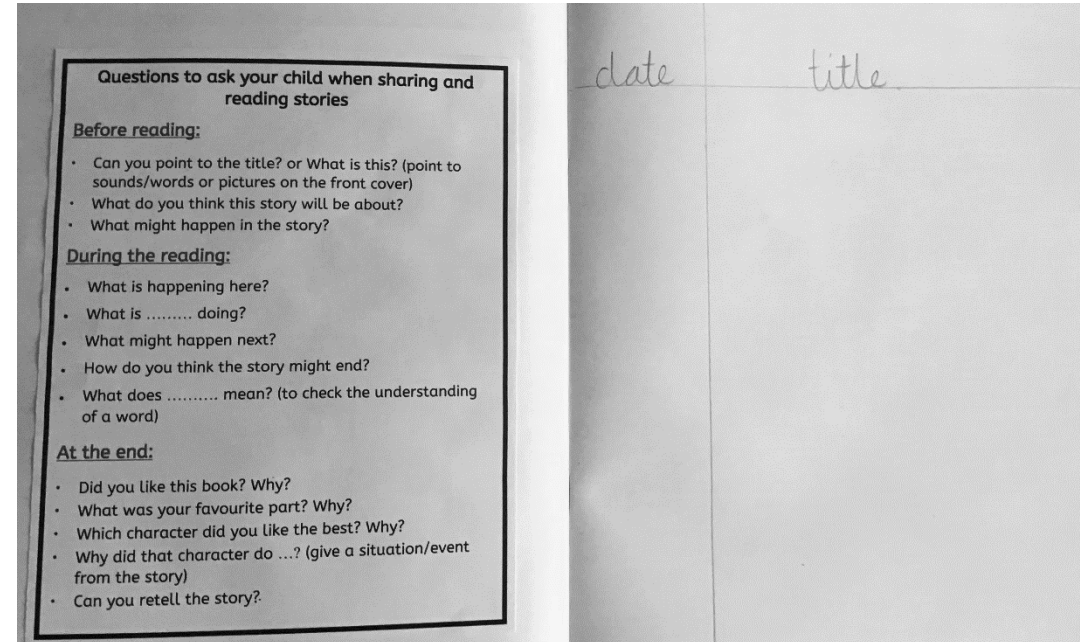 Questions to ask your child when sharing and
reading stories
Before reading:
• Can you point to the title? or What is this? (point to
sounds/words or pictures on the front cover)
• What do you think this story will be about?
• What might happen in the story?
During the reading:
• What is happening here?
• What is ......... doing?
• What might happen next?
• How do you think the story might end?
• What does .......... mean? (to check the understanding
of a word)
At the end:
• Did you like this book? Why?
• What was your favourite part? Why?
• Which character did you like the best? Why?
• Why did that character do ...? (give a situation/event
from the story)
• Can you retell the story?
date title